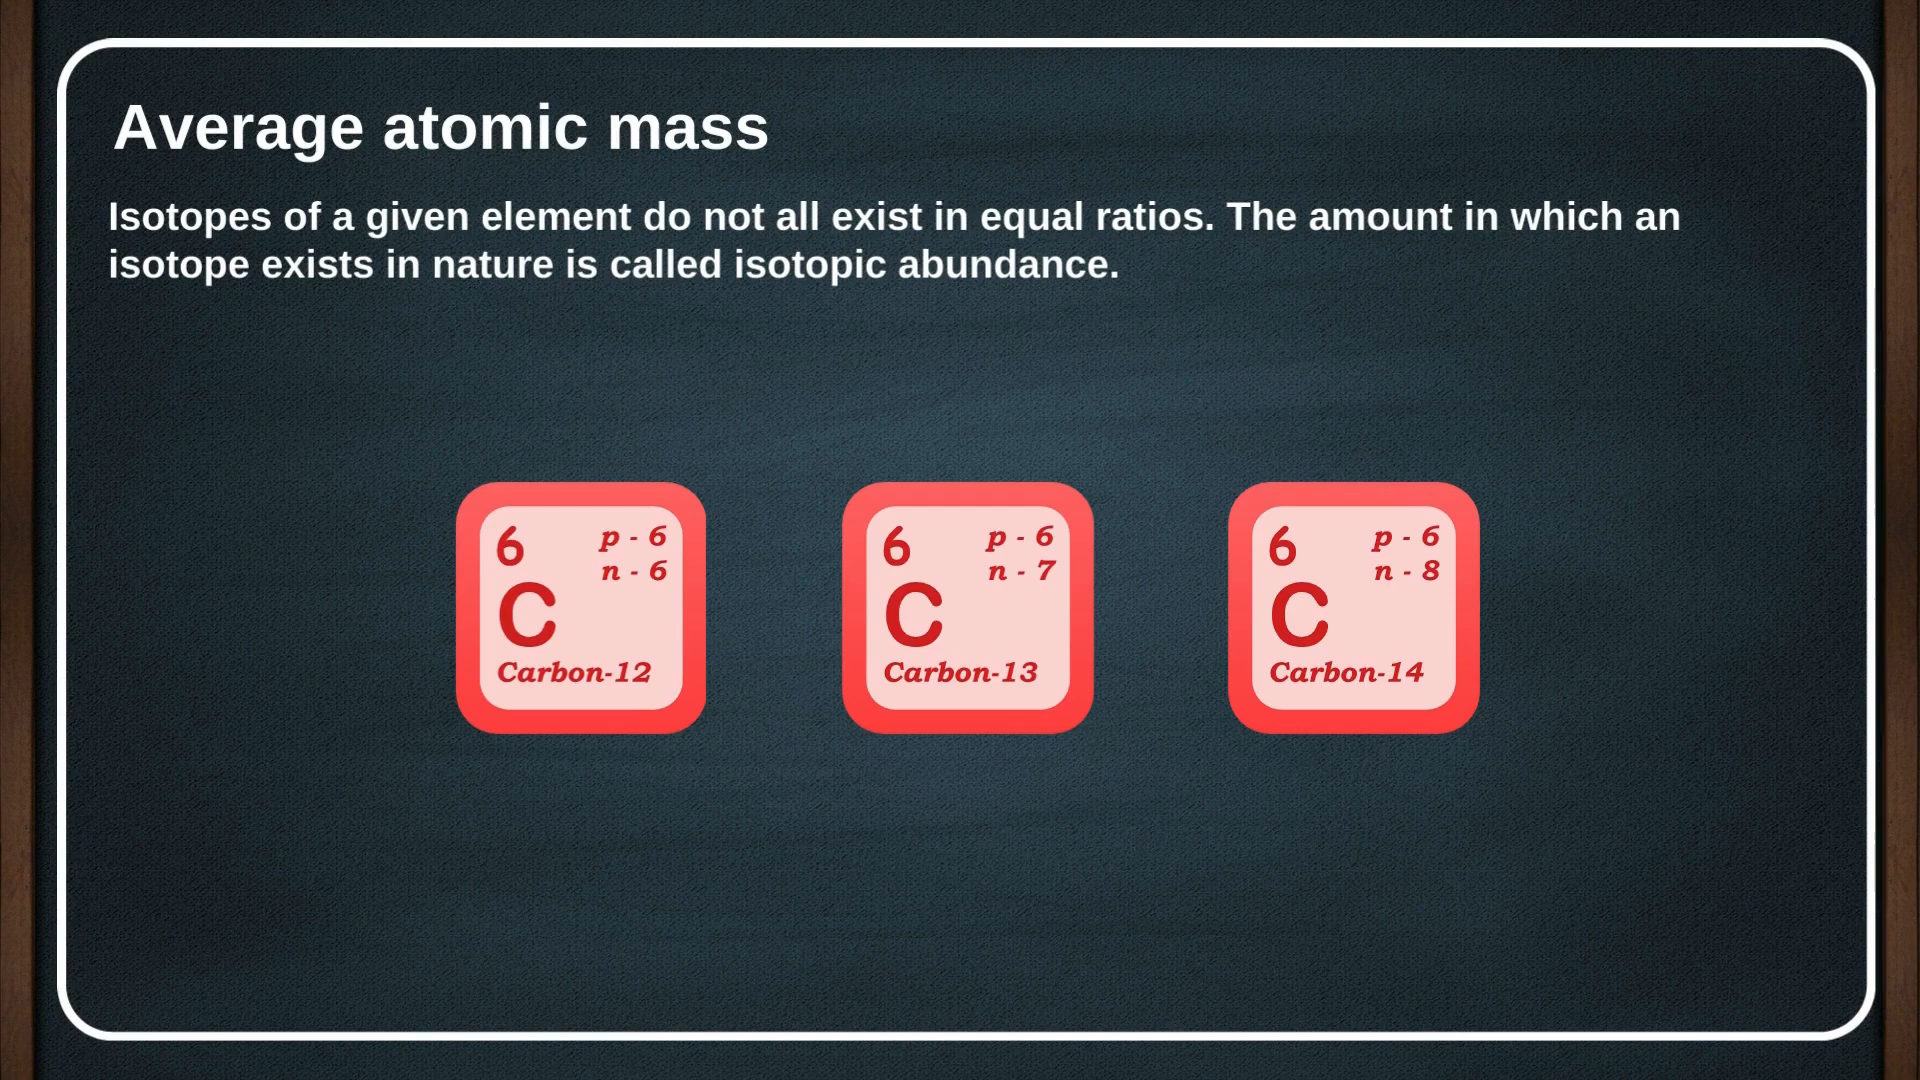 Average atomic mass
Isotopes of a given element do not all exist in equal ratios. The amount in which an
isotope exists in nature is called isotopic abundance.
6 p - 6
n - 6
C
Carbon-12
6 p - 6
n - 7
C
Carbon-13
6 p - 6
n - 8
C
Carbon-14